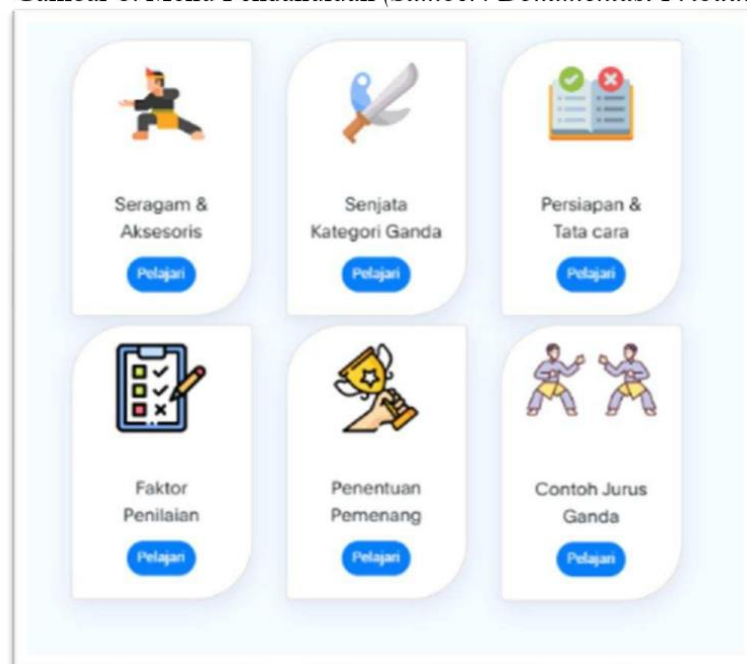 Seragam &
Aksesoris
Pelajari
Senjata
Kategori Ganda
Pelajari
Persiapan &
Tata cara
Pelajari
Faktor
Penilaian
Pelajari
Penentuan
Pemenang
Pelajari
Contoh Jurus
Ganda
Pelajari